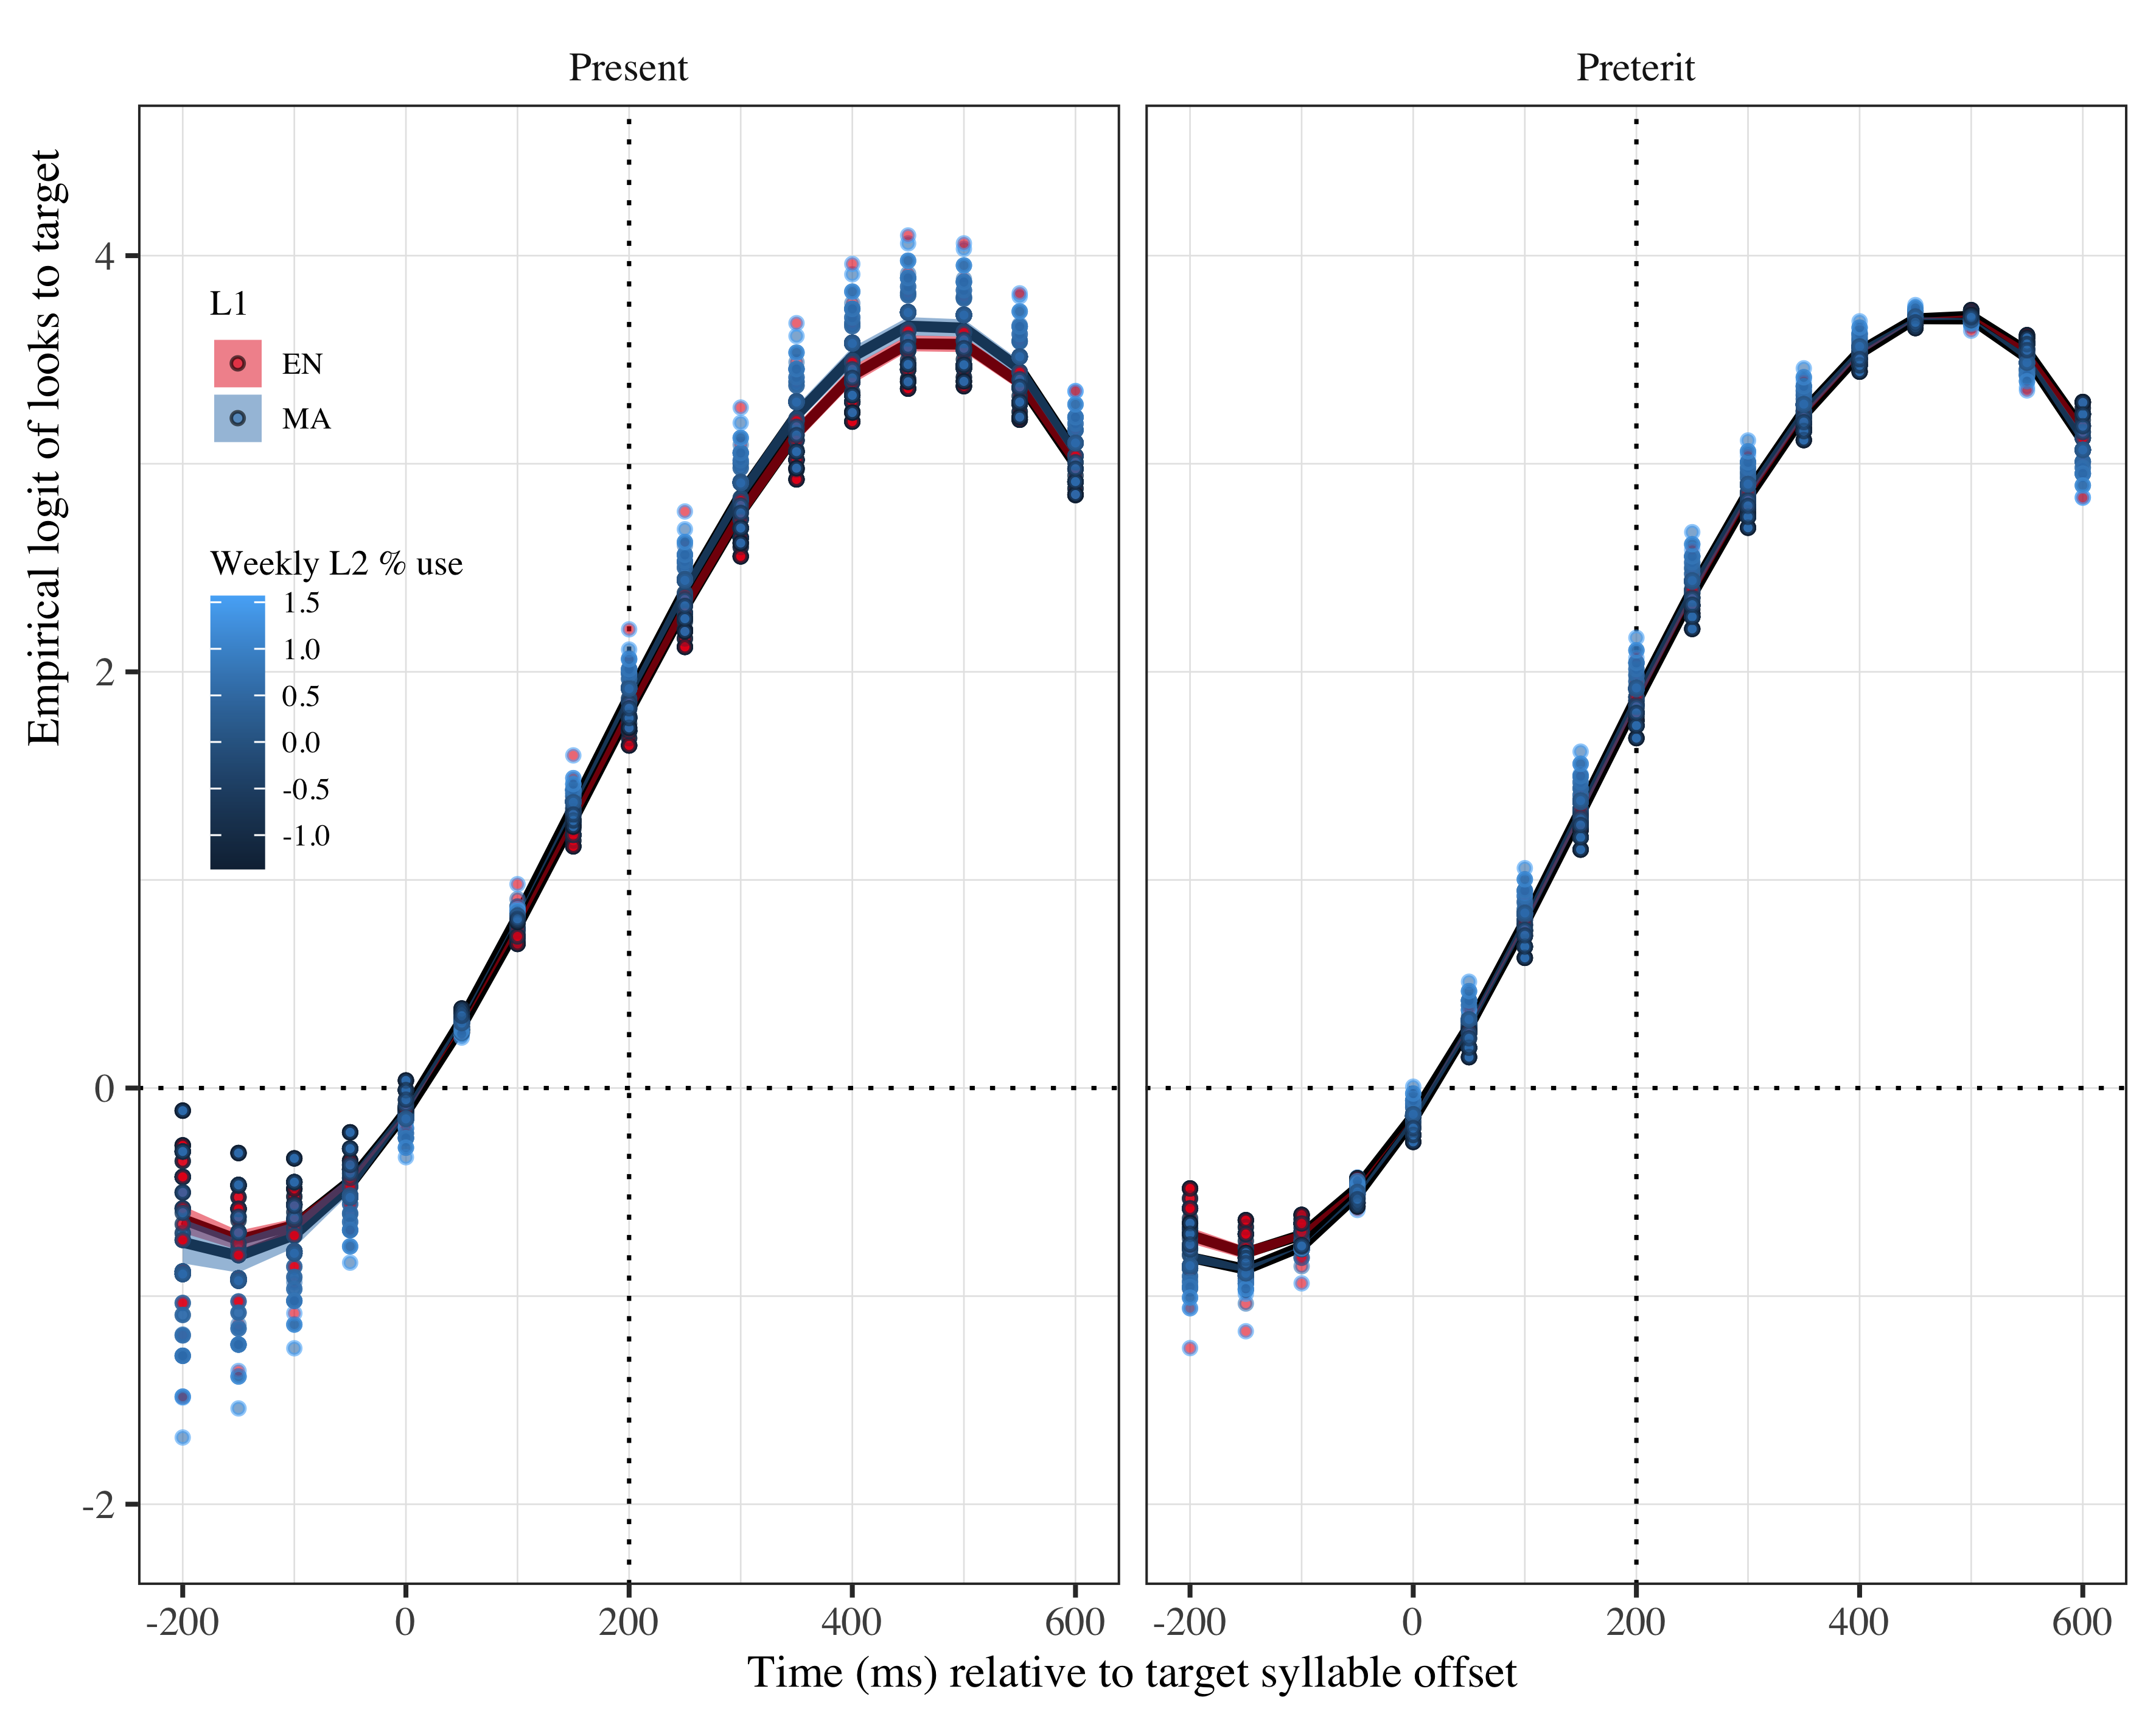 Present
Preterit
Empirical logit of looks to target
4
2
0
-2
L1
EN
MA
Weekly L2 % use
1.5
1.0
0.5
0.0
-0.5
-1.0
-200 0 200 400 600
-200 0 200 400 600
Time (ms) relative to target syllable offset